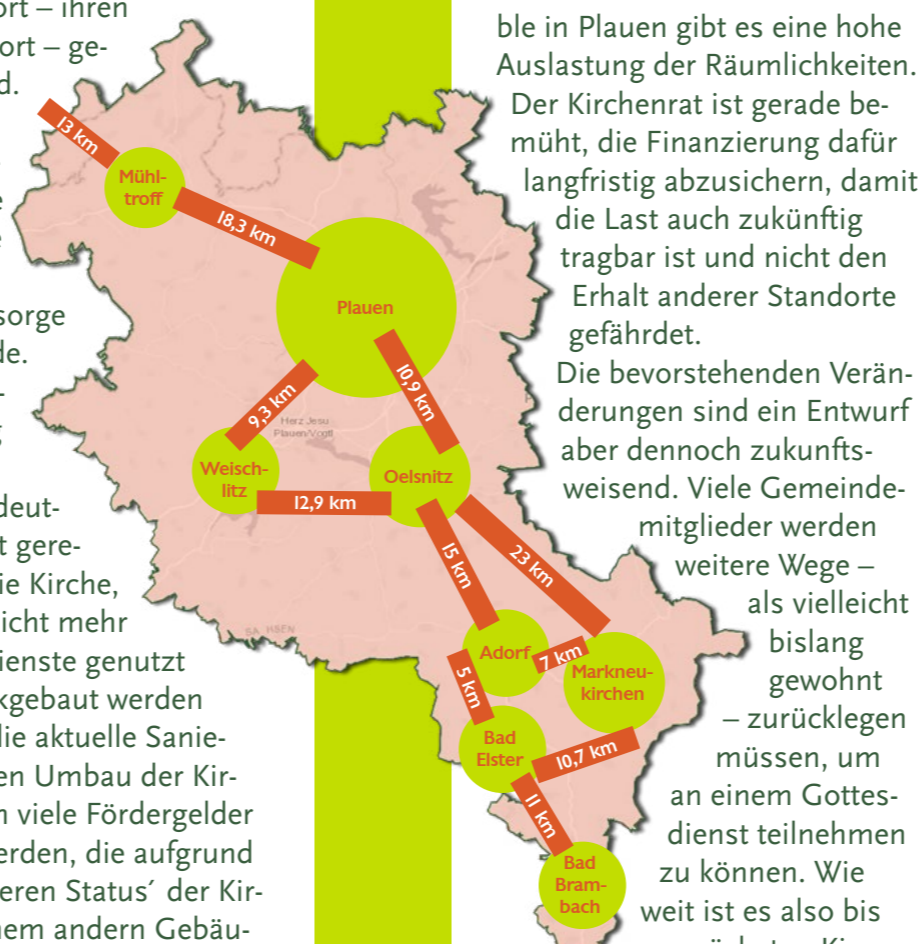 ort – ihren
ort – ge-
d.
sorge
de.
deut-
t gere-
ie Kirche,
icht mehr
ienste genutzt
kgebaut werden
lie aktuelle Sanie-
en Umbau der Kir-
n viele Fördergelder
erden, die aufgrund
eren Status´ der Kir-
nem andern Gebäu-
13 km
Mühl-
troff
18,3 km
Plauen
9,3 km
10,9 km
Herz Jesu
Plauen/Vogtl
Weisch-
litz
Oelsnitz
12,9 km
15 km
23 km
SA HSEN
Adorf
7 km
Markneu-
kirchen
5 km
Bad
Elster
10,7 km
11 km
Bad
Bram-
bach
ble in Plauen gibt es eine hohe
Auslastung der Räumlichkeiten.
Der Kirchenrat ist gerade be-
müht, die Finanzierung dafür
langfristig abzusichern, damit
die Last auch zukünftig
tragbar ist und nicht den
Erhalt anderer Standorte
gefährdet.
Die bevorstehenden Verän-
derungen sind ein Entwurf
aber dennoch zukunfts-
weisend. Viele Gemeinde-
mitglieder werden
weitere Wege –
als vielleicht
bislang
gewohnt
– zurücklegen
müssen, um
an einem Gottes-
dienst teilnehmen
zu können. Wie
weit ist es also bis